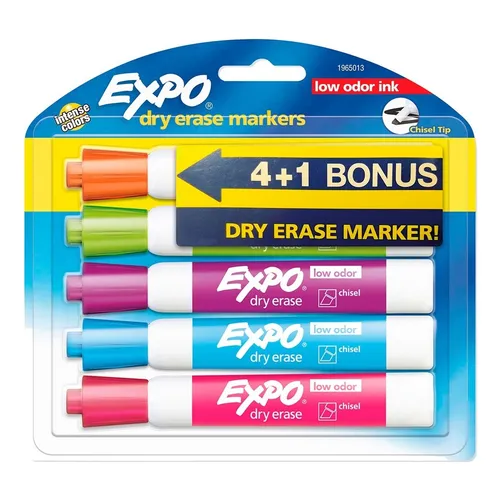 1965013
EXPO®
low odor ink
dry erase markers
intense
colors
Chisel Tip
4+1 BONUS
DRY ERASE MARKER!
dry erase
chisel
EXPO
low odor
dry erase
chisel
EXPO
low odor
dry erase
chisel
EXPO
low odor
dry erase
chisel